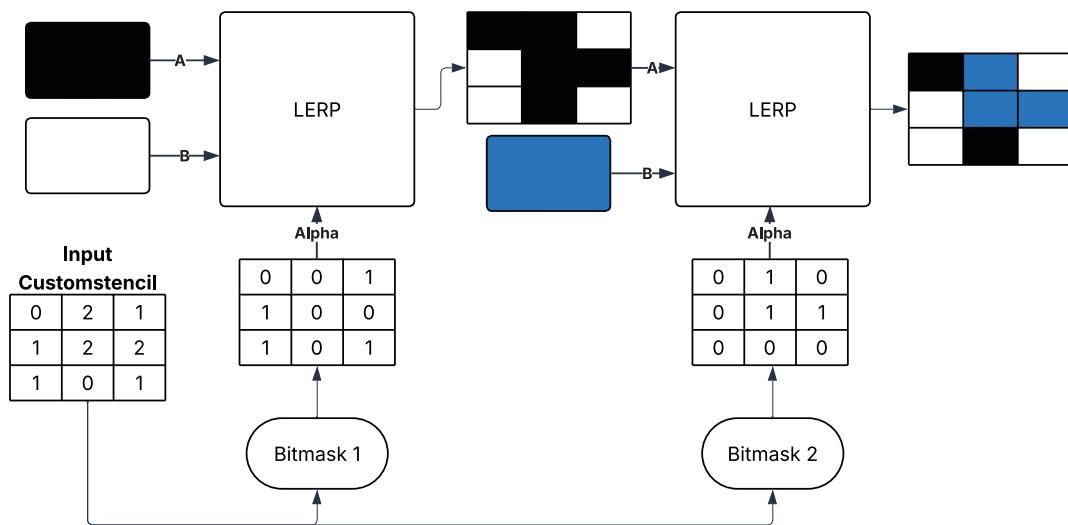 A
LERP
B
Alpha
A
LERP
B
Alpha
Input
Customstencil
0 2 1
1 2 2
1 0 1
0 0 1
1 0 0
1 0 1
0 1 0
0 1 1
0 0 0
Bitmask 1
Bitmask 2